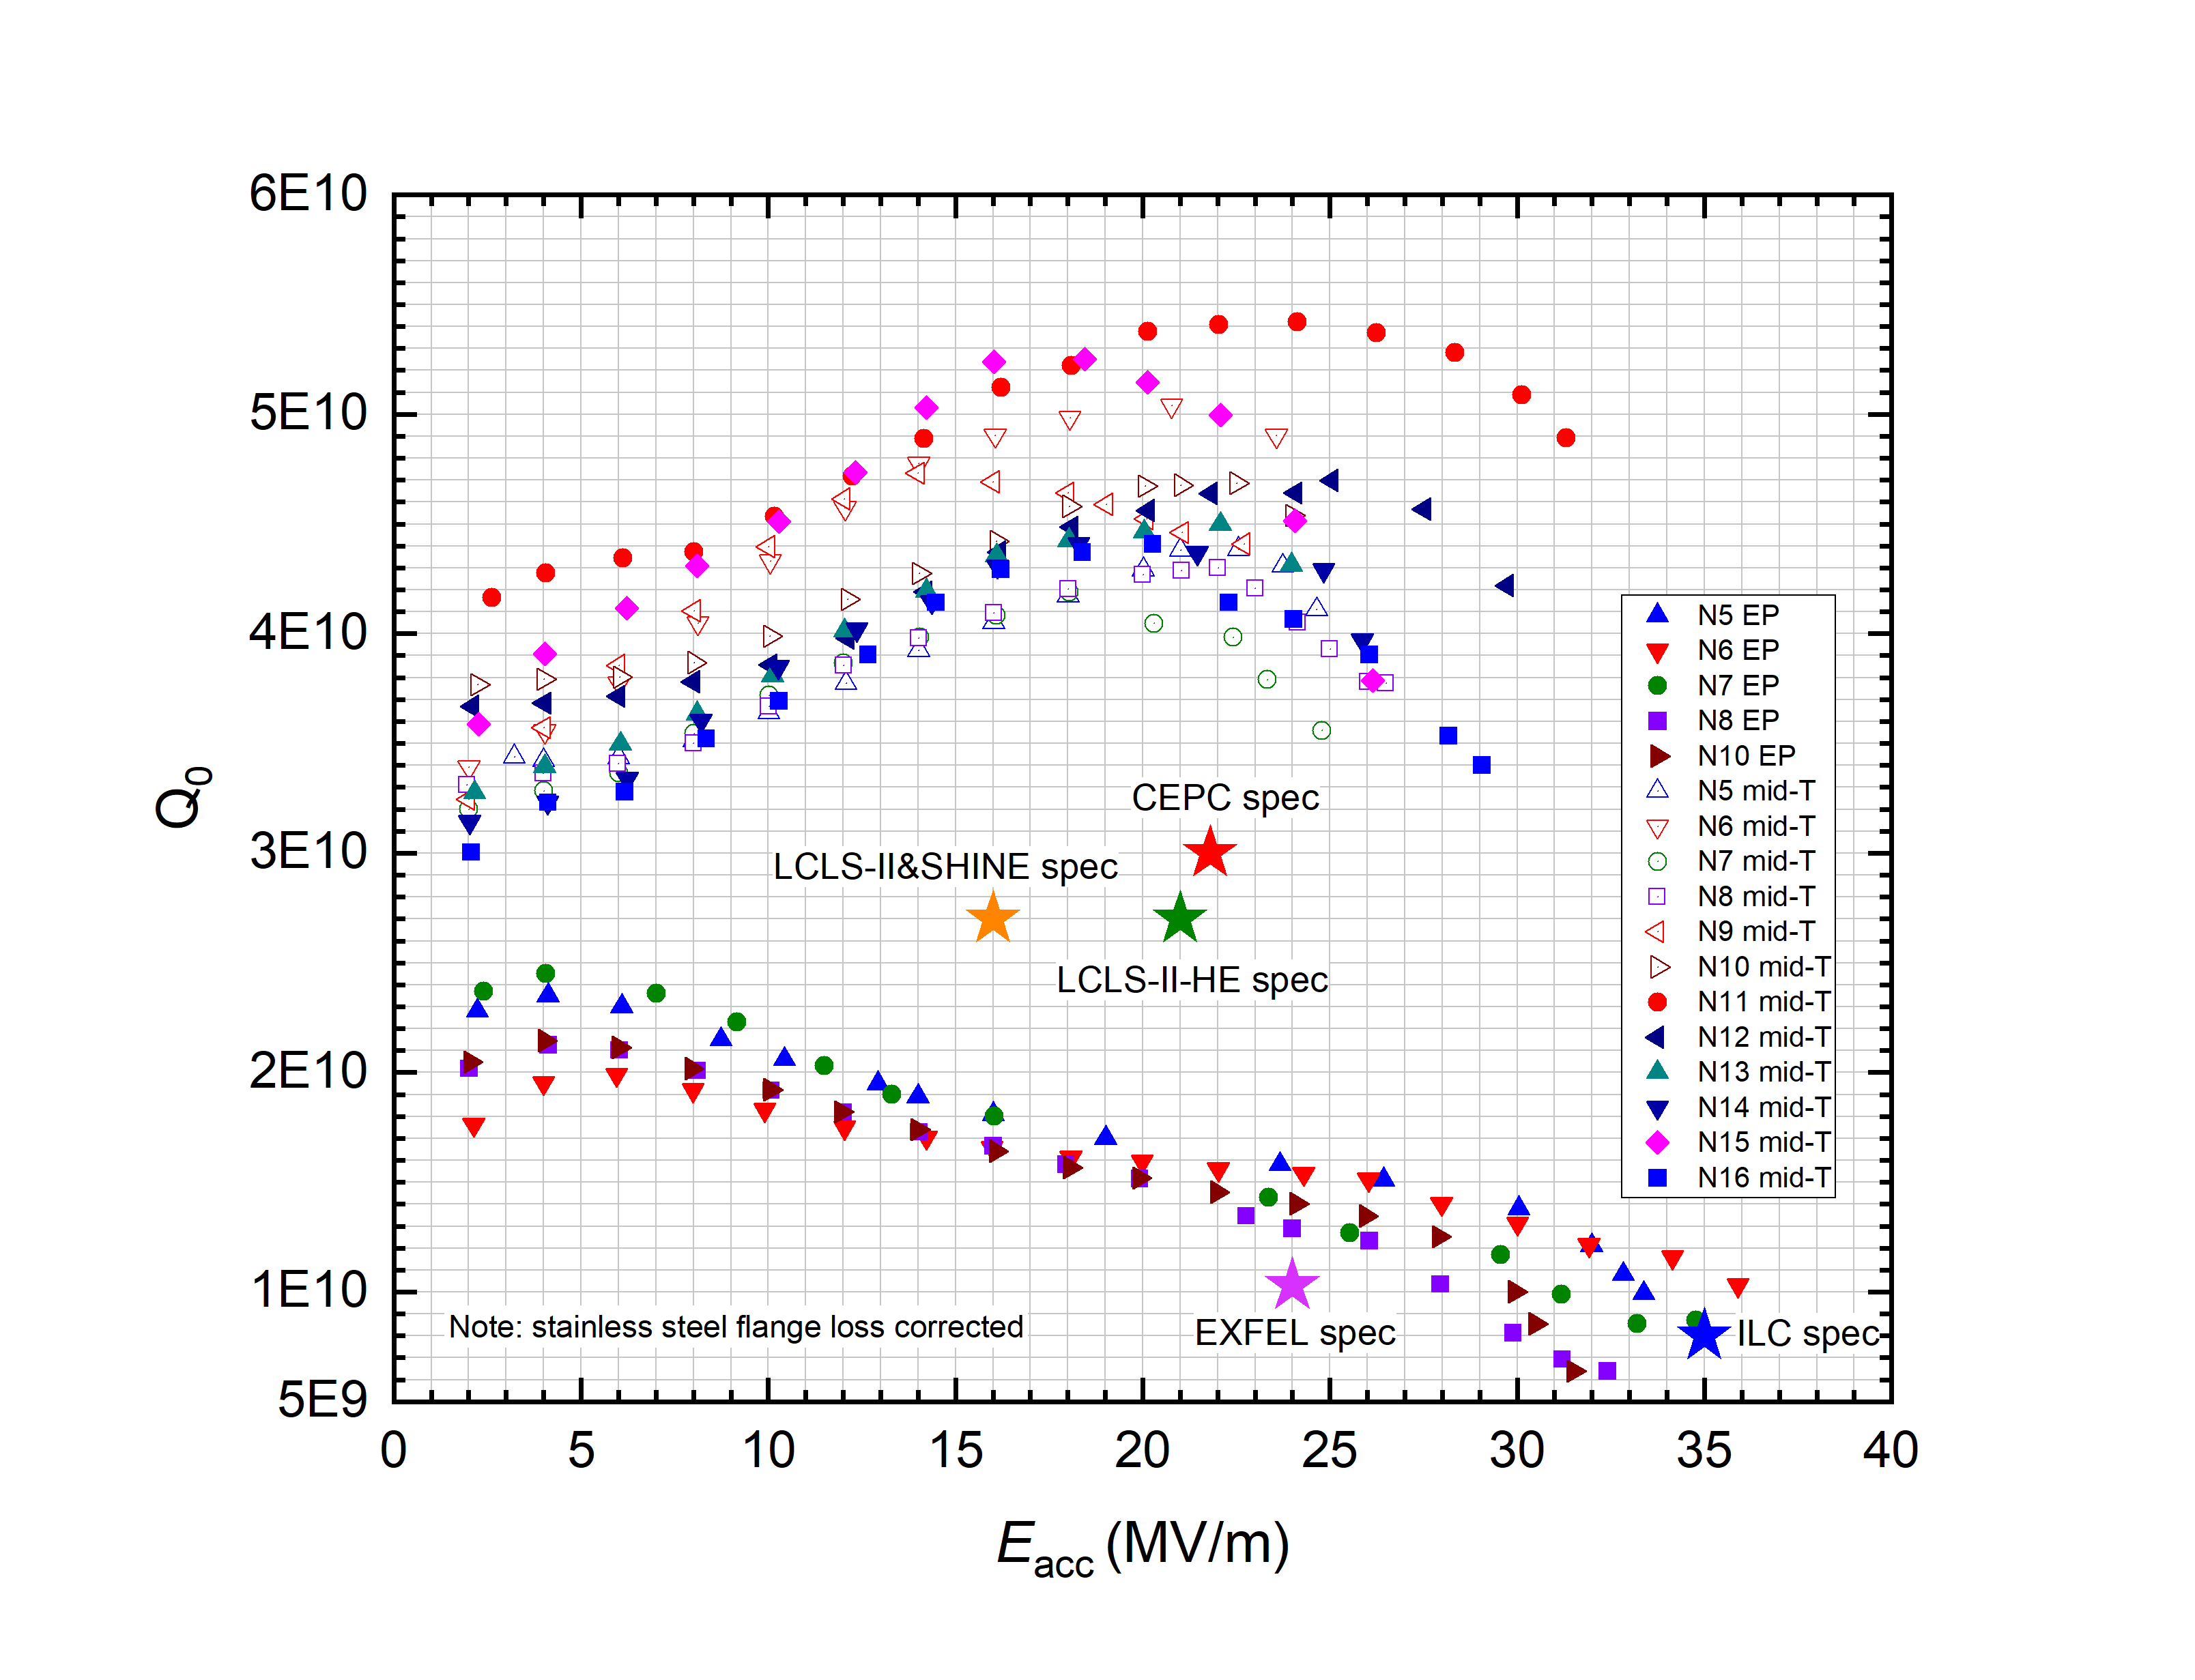 6E10
5E10
4E10
3E10
2E10
1E10
5E9
Q0
0 5 10 15 20 25 30 35 40
Eacc (MV/m)
CEPC spec
LCLS-II&SHINE spec
LCLS-II-HE spec
EXFEL spec
ILC spec
Note: stainless steel flange loss corrected
N5 EP
N6 EP
N7 EP
N8 EP
N10 EP
N5 mid-T
N6 mid-T
N7 mid-T
N8 mid-T
N9 mid-T
N10 mid-T
N11 mid-T
N12 mid-T
N13 mid-T
N14 mid-T
N15 mid-T
N16 mid-T